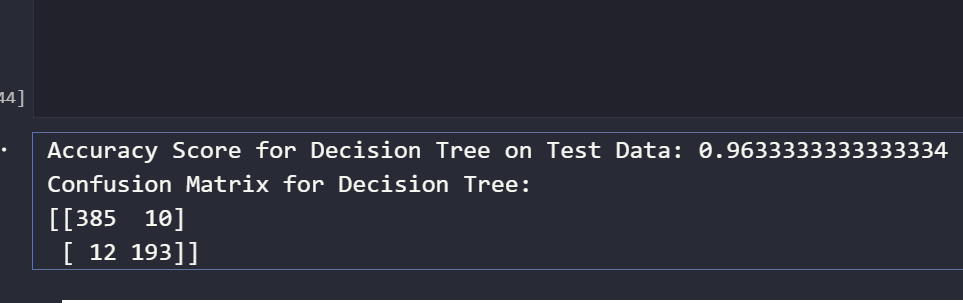 44]
Accuracy Score for Decision Tree on Test Data: 0.9633333333333334
Confusion Matrix for Decision Tree:
[[385  10]
 [ 12 193]]